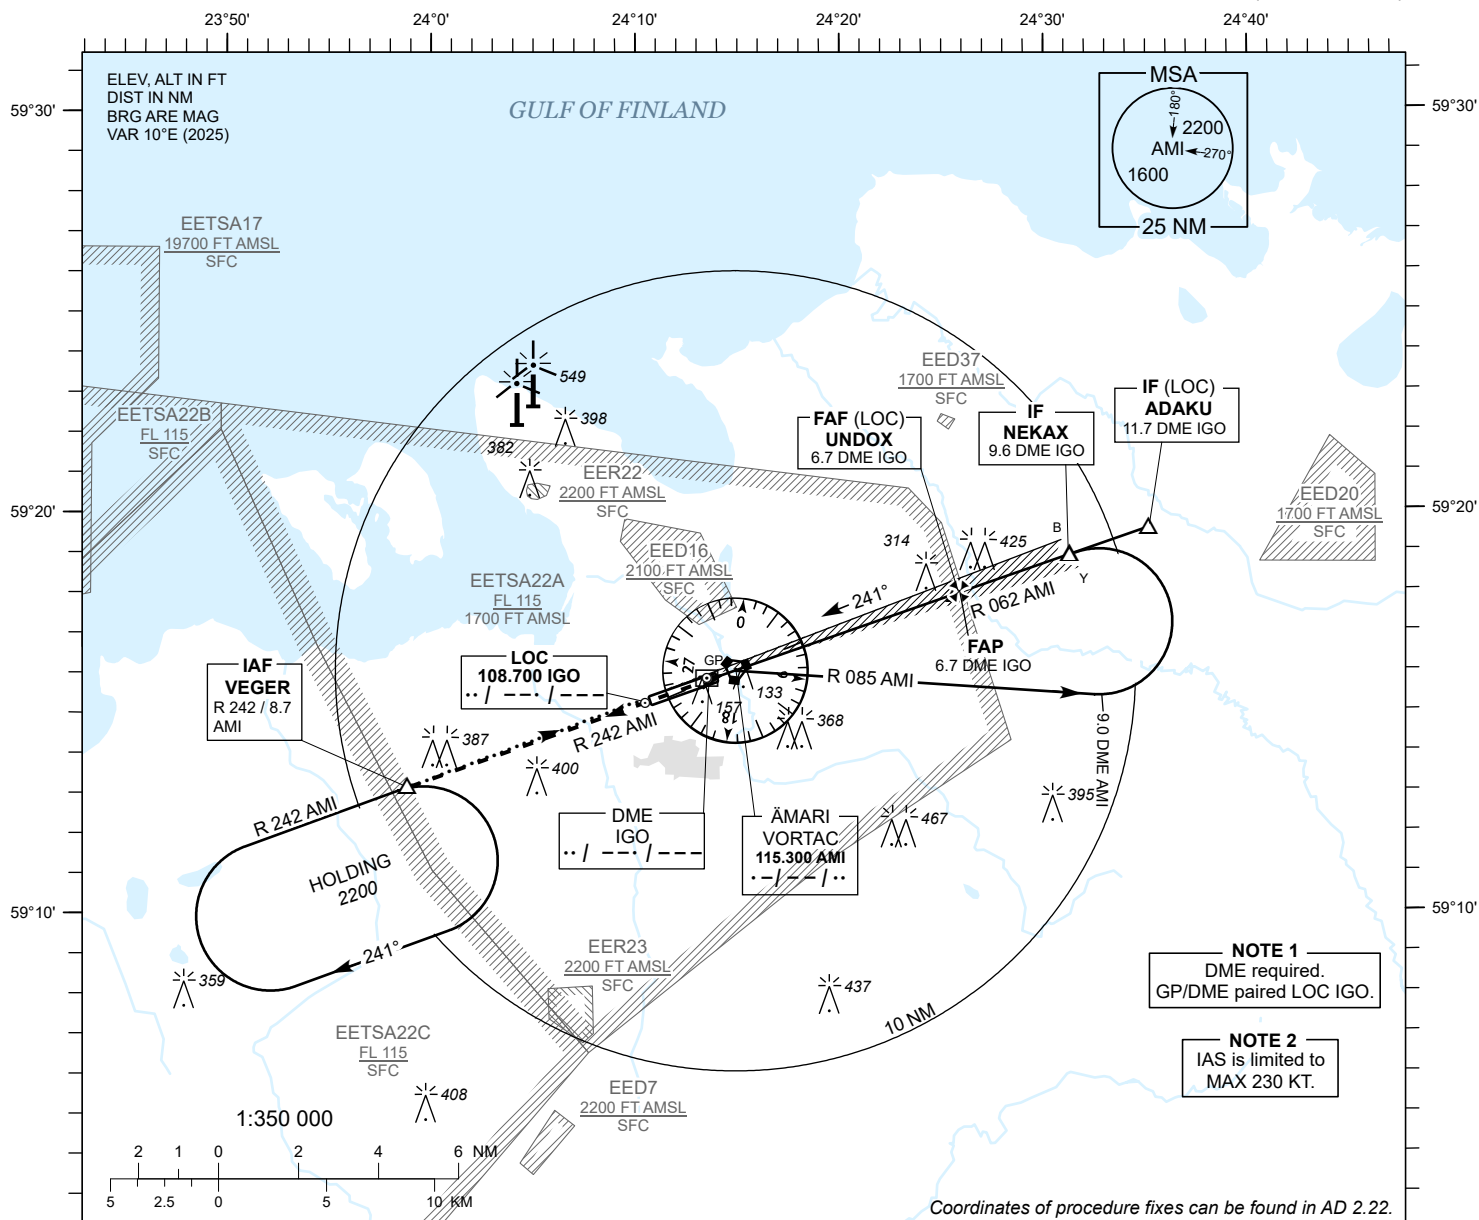 23°50'
24°0'
24°10'
24°20'
24°30'
24°40'
59°30'
59°30'
59°20'
59°20'
59°10'
59°10'
ELEV, ALT IN FT
DIST IN NM
BRG ARE MAG
VAR 10°E (2025)
GULF OF FINLAND
MSA
180°
2200
AMI
270°
1600
25 NM
EETSA17
19700 FT AMSL
SFC
EETSA22B
FL 115
SFC
549
398
382
EER22
2200 FT AMSL
SFC
EED16
2100 FT AMSL
SFC
EETSA22A
FL 115
1700 FT AMSL
EED37
1700 FT AMSL
SFC
FAF (LOC)
UNDOX
6.7 DME IGO
IF
NEKAX
9.6 DME IGO
IF (LOC)
ADAKU
11.7 DME IGO
EED20
1700 FT AMSL
SFC
314
425
B
Y
241°
R 062 AMI
FAP
6.7 DME IGO
R 085 AMI
9.0 DME AMI
0
9
18
27
GP
133
157
368
LOC
108.700 IGO
·· / —–· / –––
IAF
VEGER
R 242 / 8.7
AMI
387
400
R 242 AMI
R 242 AMI
HOLDING
2200
241°
DME
IGO
·· / —–· / –––
ÄMARI
VORTAC
115.300 AMI
·–/––/··
467
395
437
359
408
10 NM
EER23
2200 FT AMSL
SFC
EETSA22C
FL 115
SFC
EED7
2200 FT AMSL
SFC
NOTE 1
DME required.
GP/DME paired LOC IGO.
NOTE 2
IAS is limited to
MAX 230 KT.
1:350 000
2 1 0 2 4 6 NM
5 2.5 0 5 10 KM
Coordinates of procedure fixes can be found in AD 2.22.